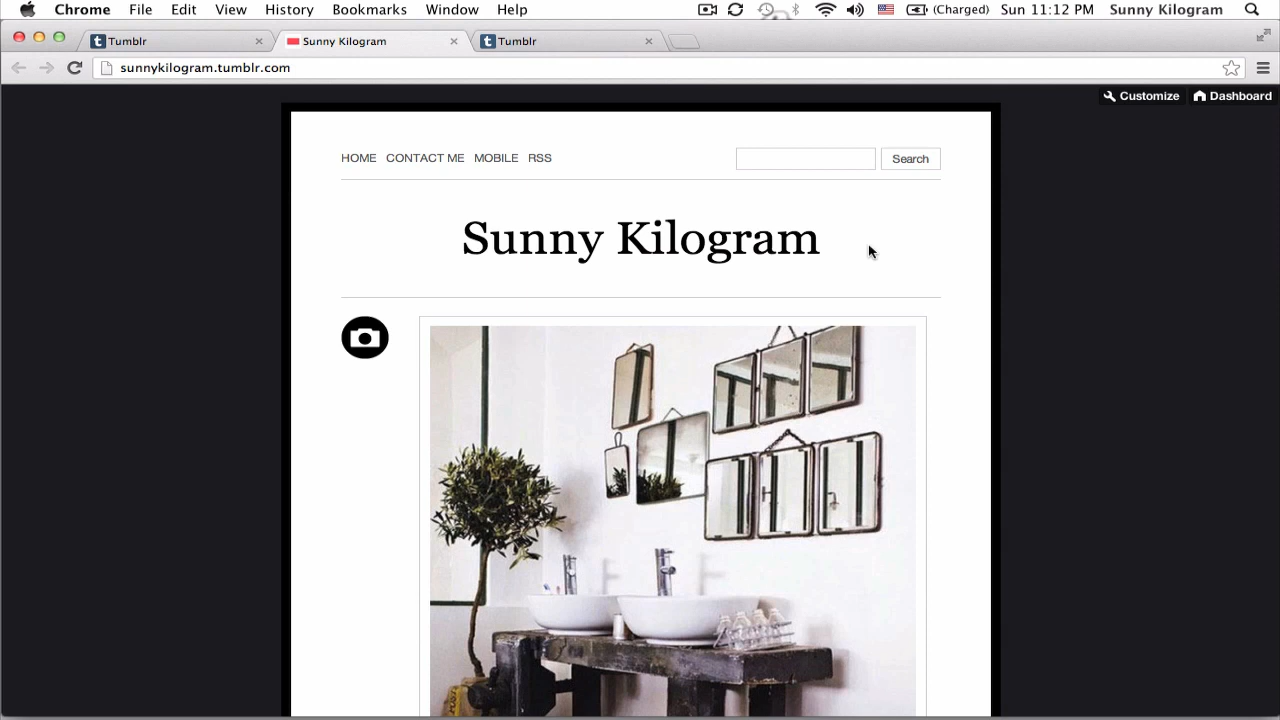 Chrome File Edit View History Bookmarks Window Help (Charged) Sun 11:12 PM Sunny Kilogram
Tumblr Sunny Kilogram Tumblr
sunnykilogram.tumblr.com
Customize Dashboard
HOME CONTACT ME MOBILE RSS Search
Sunny Kilogram